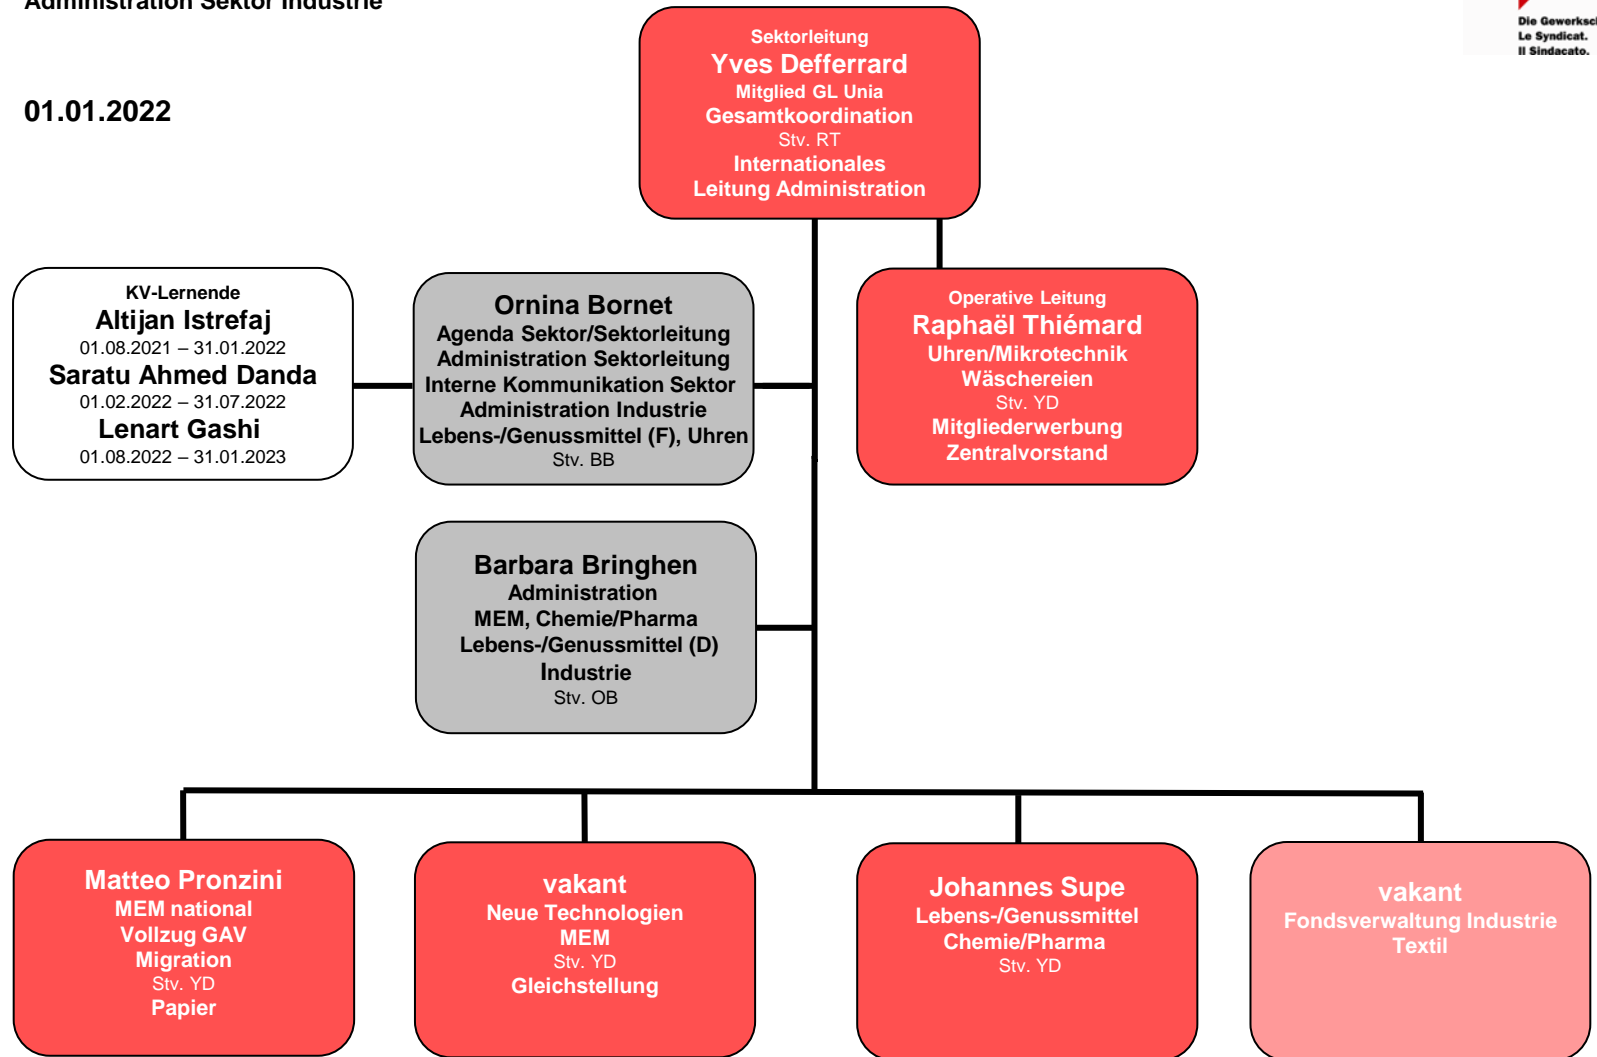 Administration Sektor Industrie
01.01.2022
Die Gewerksch
Le Syndicat.
Il Sindacato.
Sektorleitung
Yves Defferrard
Mitglied GL Unia
Gesamtkoordination
Stv. RT
Internationales
Leitung Administration
KV-Lernende
Altijan Istrefaj
01.08.2021 – 31.01.2022
Saratu Ahmed Danda
01.02.2022 – 31.07.2022
Lenart Gashi
01.08.2022 – 31.01.2023
Ornina Bornet
Agenda Sektor/Sektorleitung
Administration Sektorleitung
Interne Kommunikation Sektor
Administration Industrie
Lebens-/Genussmittel (F), Uhren
Stv. BB
Operative Leitung
Raphaël Thiémard
Uhren/Mikrotechnik
Wäschereien
Stv. YD
Mitgliederwerbung
Zentralvorstand
Barbara Bringhen
Administration
MEM, Chemie/Pharma
Lebens-/Genussmittel (D)
Industrie
Stv. OB
Matteo Pronzini
MEM national
Vollzug GAV
Migration
Stv. YD
Papier
vakant
Neue Technologien
MEM
Stv. YD
Gleichstellung
Johannes Supe
Lebens-/Genussmittel
Chemie/Pharma
Stv. YD
vakant
Fondsverwaltung Industrie
Textil